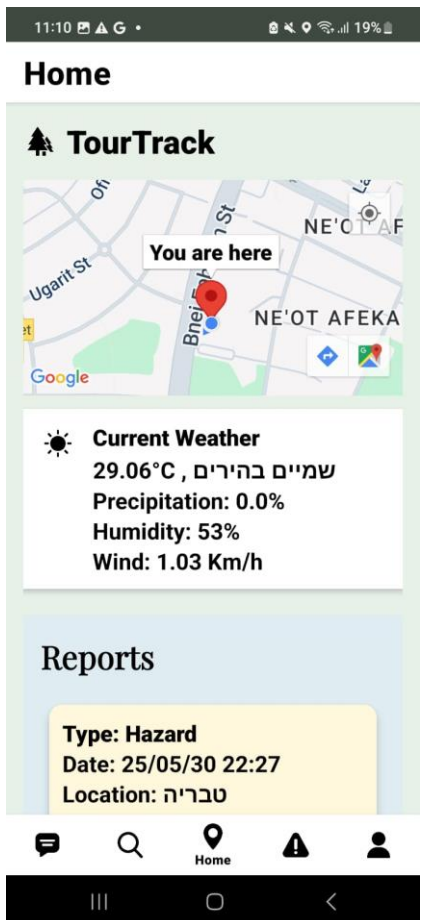 11:10
19%
Home
TourTrack
Ugarit St
You are here
NE'OT AFEKA
Google
Current Weather
29.06°C , שמיים בהירים
Precipitation: 0.0%
Humidity: 53%
Wind: 1.03 Km/h
Reports
Type: Hazard
Date: 25/05/30 22:27
Location: טבריה
Home